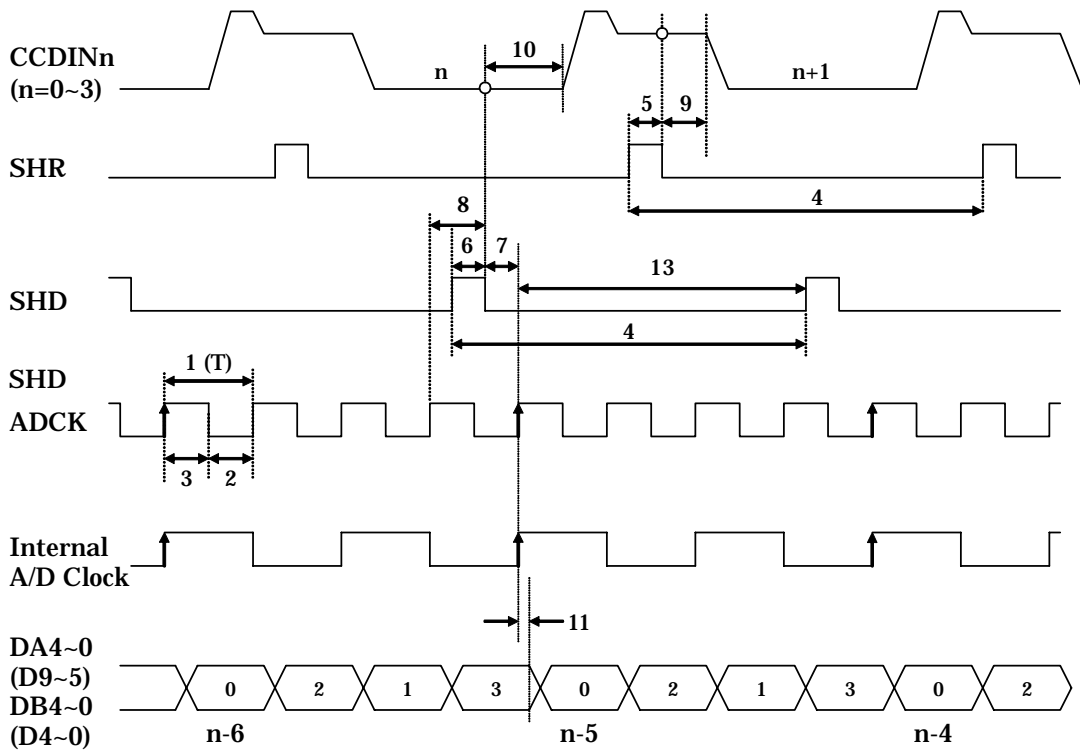 CCDINn
(n=0~3)
n
10
n+1
5
9
SHR
4
8
6
7
13
SHD
4
1 (T)
SHD
ADCK
3
2
Internal
A/D Clock
11
DA4~0
(D9~5)
DB4~0
(D4~0)
0
2
1
3
0
2
1
3
0
2
n-6
n-5
n-4